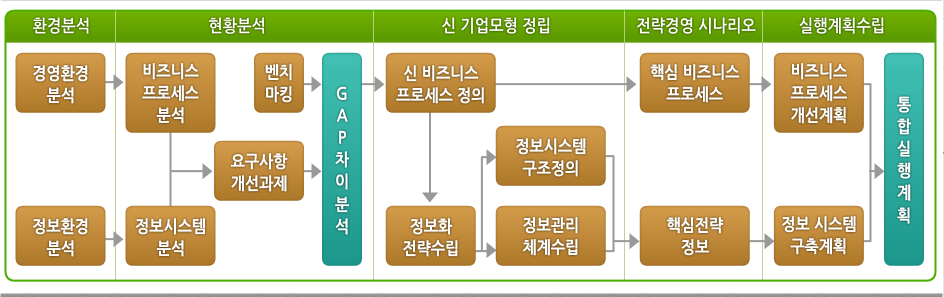 환경분석
현황분석
신 기업모형 정립
전략경영 시나리오
실행계획수립
경영환경
분석
비즈니스
프로세스
분석
벤치
마킹
요구사항
개선과제
정보환경
분석
정보시스템
분석
G
A
P
차
이
분
석
신 비즈니스
프로세스 정의
정보시스템
구조정의
정보화
전략수립
정보관리
체계수립
핵심 비즈니스
프로세스
핵심전략
정보
비즈니스
프로세스
개선계획
정보 시스템
구축계획
통
합
실
행
계
획